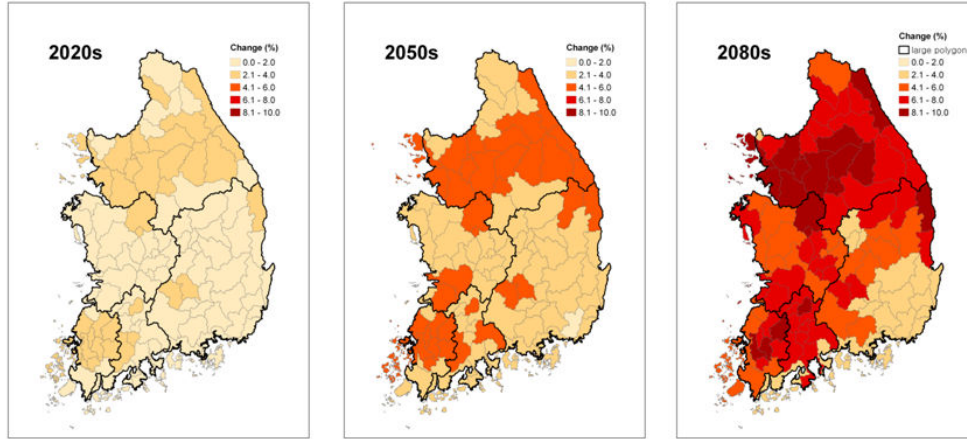 2020s
Change (%)
0.0 - 2.0
2.1 - 4.0
4.1 - 6.0
6.1 - 8.0
8.1 - 10.0
2050s
Change (%)
0.0 - 2.0
2.1 - 4.0
4.1 - 6.0
6.1 - 8.0
8.1 - 10.0
2080s
Change (%)
large polygon
0.0 - 2.0
2.1 - 4.0
4.1 - 6.0
6.1 - 8.0
8.1 - 10.0